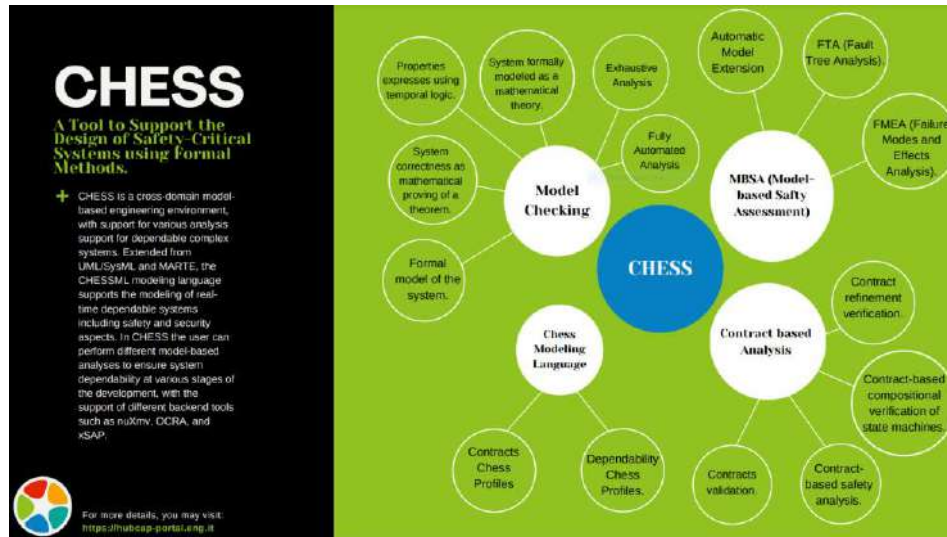 CHESS
A Tool to Support the
Design of Safety-Critical
Systems using Formal
Methods.
+ CHESS is a cross-domain model-
based engineering environment,
with support for various analysis
support for dependable complex
systems. Extended from
UML/SysML and MARTE, the
CHESSML modeling language
supports the modeling of real-
time dependable systems
including safety and security
aspects. In CHESS the user can
perform different model-based
analyses to ensure system
dependability at various stages of
the development, with the
support of different backend tools
such as nuXmv, OCRA, and
xSAP.
For more details, you may visit:
https://hubcap-portal.eng.it
Properties
expresses using
temporal logic.
System formally
modeled as a
mathematical
theory.
Exhaustive
Analysis
Fully
Automated
Analysis
System
correctness as
mathematical
proving of a
theorem.
Formal
model of the
system.
Model
Checking
Automatic
Model
Extension
FTA (Fault
Tree Analysis).
FMEA (Failure
Modes and
Effects
Analysis).
MBSA (Model-
based Safty
Assessment)
CHESS
Chess
Modeling
Language
Contracts
Chess
Profiles
Dependability
Chess
Profiles.
Contract based
Analysis
Contract
refinement
verification.
Contract-based
compositional
verification of
state machines.
Contract-
based safety
analysis.
Contracts
validation.